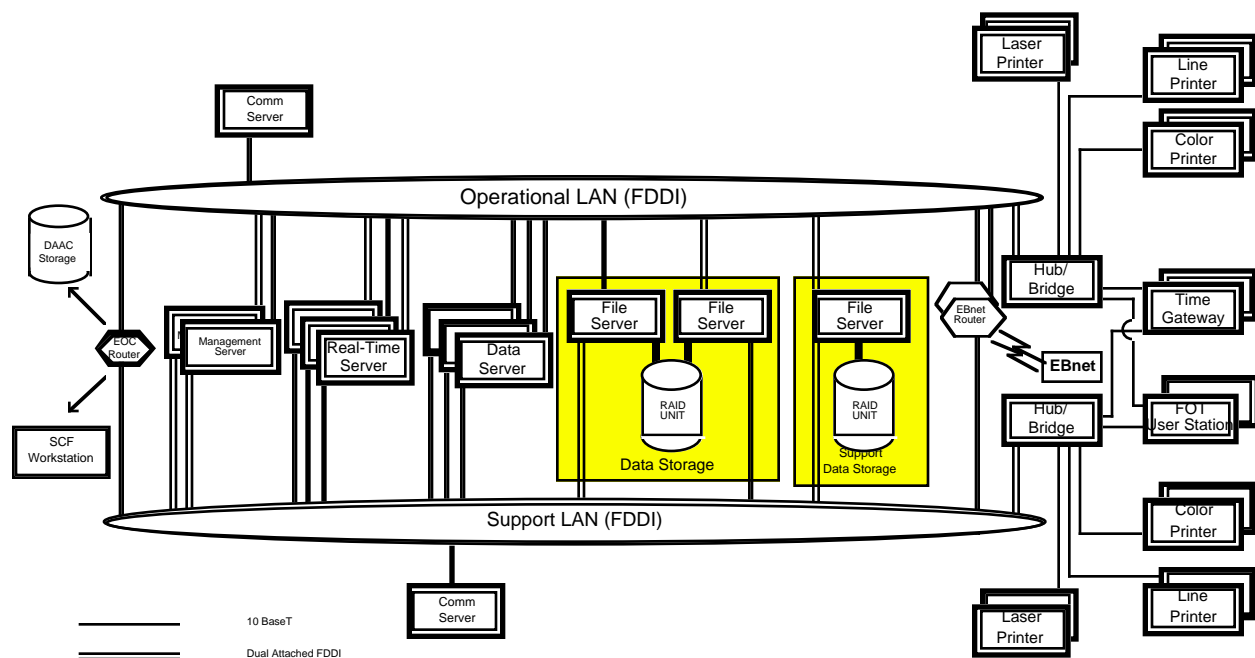 Laser
Printer
Line
Printer
Comm
Server
Color
Printer
Operational LAN (FDDI)
DAAC
Storage
Hub/
Bridge
Time
Gateway
File
Server
File
Server
File
Server
EBnet
Router
EOC
Router
M
Management
Server
Real-Time
Server
Data
Server
EBnet
RAID
UNIT
RAID
UNIT
Hub/
Bridge
FOT
User Station
SCF
Workstation
Data Storage
Support
Data Storage
Support LAN (FDDI)
Color
Printer
Comm
Server
Line
Printer
Laser
Printer
10 BaseT
Dual Attached FDDI